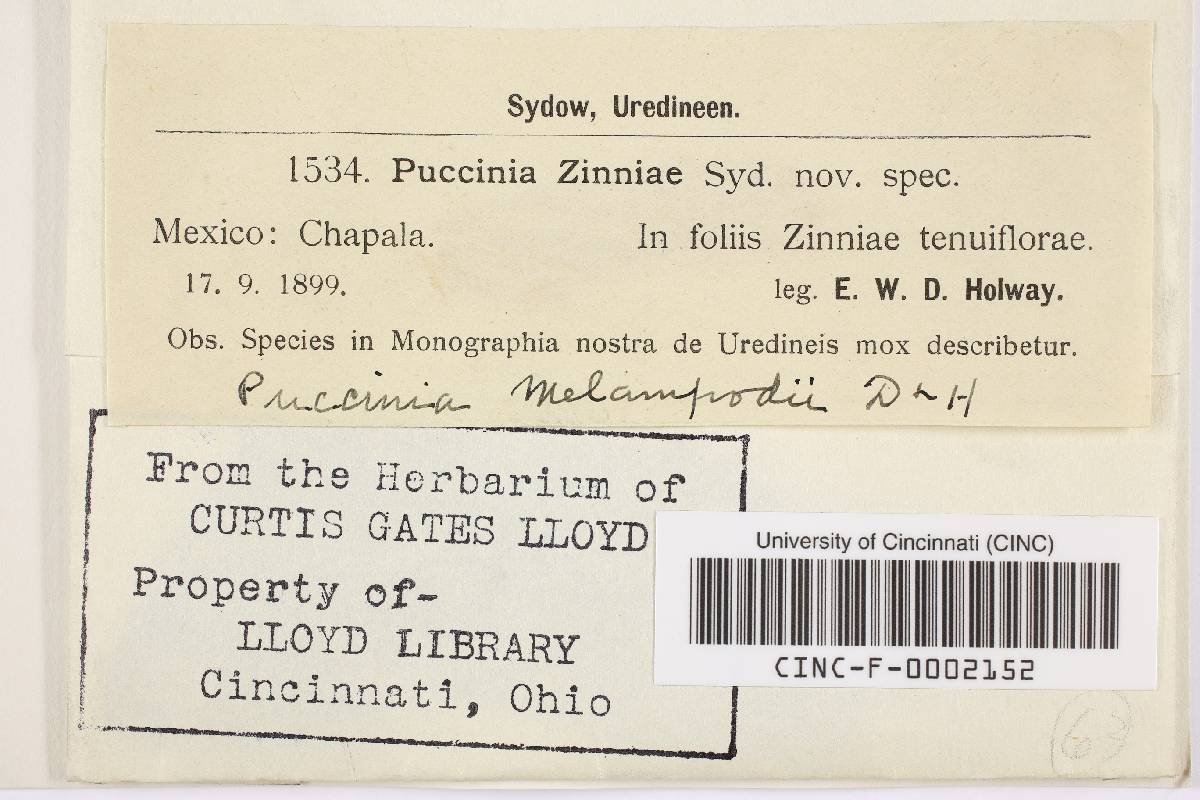 Sydow, Uredineen.
1534. Puccinia Zinniae Syd. nov. spec.
Mexico: Chapala. In foliis Zinniae tenuiflorae.
17. 9. 1899. leg. E. W. D. Holway.
Obs. Species in Monographia nostra de Uredineis mox describetur.
Puccinia Melampodii D & H
From the Herbarium of
CURTIS GATES LLOYD
Property of-
LLOYD LIBRARY
Cincinnati, Ohio
University of Cincinnati (CINC)
CINC-F-0002152
63